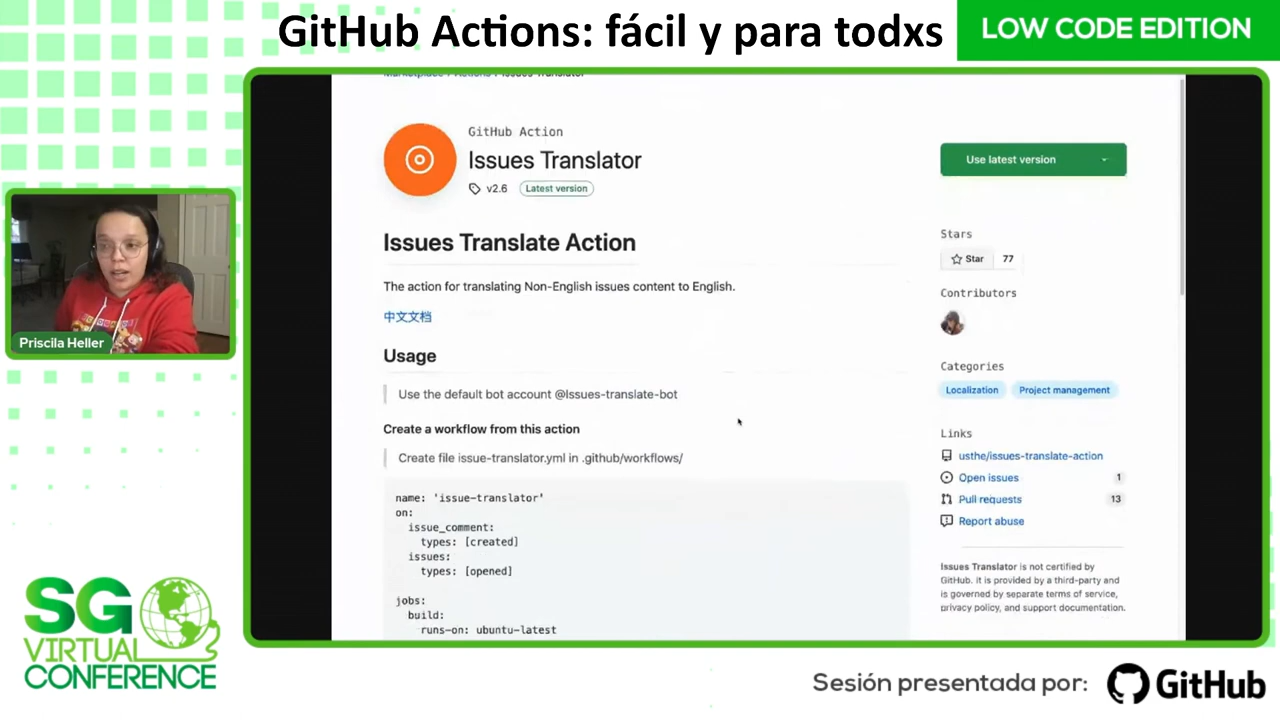 GitHub Actions: fácil y para todxs
LOW CODE EDITION
GitHub Action
Issues Translator
v2.6
Latest version
Use latest version
Issues Translate Action
The action for translating Non-English issues content to English.
中文文档
Usage
Use the default bot account @Issues-translate-bot
Create a workflow from this action
Create file issue-translator.yml in .github/workflows/
name: 'issue-translator'
on:
issue_comment:
types: [created]
issues:
types: [opened]
jobs:
build:
runs-on: ubuntu-latest
Stars
Star 77
Contributors
Categories
Localization Project management
Links
usthe/issues-translate-action
Open issues 1
Pull requests 13
Report abuse
Issues Translator is not certified by
GitHub. It is provided by a third-party and
is governed by separate terms of service,
privacy policy, and support documentation.
Priscila Heller
SG
VIRTUAL
CONFERENCE
Sesión presentada por:
GitHub